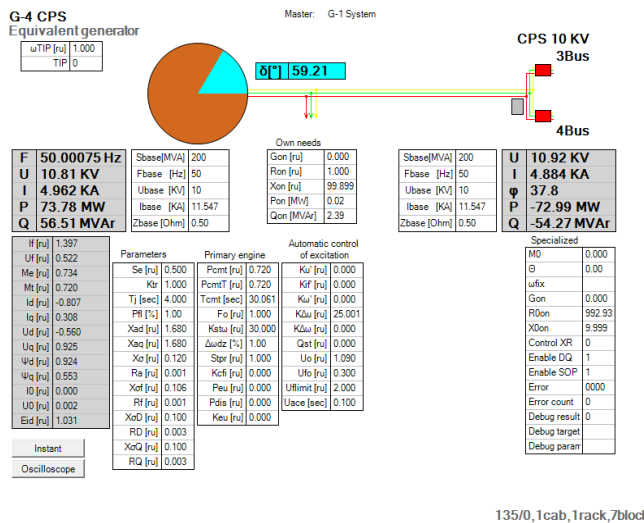 G-4 CPS
Master: G-1 System
Equivalent generator
ωTIP [ru] 1.000
TIP 0
CPS 10 KV
3Bus
δ[°] 59.21
4Bus
Own needs
Gon [ru] 0.000
Ron [ru] 1.000
Xon [ru] 99.899
Pon [MW] 0.02
Qon [MVAr] 2.39
F 50.00075 Hz
U 10.81 KV
I 4.962 KA
P 73.78 MW
Q 56.51 MVAr
Sbase[MVA] 200
Fbase [Hz] 50
Ubase [KV] 10
Ibase [KA] 11.547
Zbase [Ohm] 0.50
Sbase[MVA] 200
Fbase [Hz] 50
Ubase [KV] 10
Ibase [KA] 11.547
Zbase [Ohm] 0.50
U 10.92 KV
I 4.884 KA
φ 37.8
P -72.99 MW
Q -54.27 MVAr
If [ru] 1.397
Uf [ru] 0.522
Me [ru] 0.734
Mt [ru] 0.720
Id [ru] -0.807
Iq [ru] 0.308
Ud [ru] -0.560
Uq [ru] 0.925
Ψd [ru] 0.924
Ψq [ru] 0.553
I0 [ru] 0.000
U0 [ru] 0.002
Eid [ru] 1.031
Instant
Oscilloscope
Parameters
Se [ru] 0.500
Ktr 1.000
Tj [sec] 4.000
Pfl [%] 1.00
Xad [ru] 1.680
Xaq [ru] 1.680
Xσ [ru] 0.120
Ra [ru] 0.001
Xσf [ru] 0.106
Rf [ru] 0.001
XσD [ru] 0.100
RD [ru] 0.003
XσQ [ru] 0.100
RQ [ru] 0.003
Primary engine
Pcmt [ru] 0.720
PcmtT [ru] 0.720
Tcmt [sec] 30.061
Fo [ru] 1.000
Kstω [ru] 30.000
Δωdz [%] 1.00
Stpr [ru] 1.000
Kcfi [ru] 0.000
Peu [ru] 0.000
Pdis [ru] 0.000
Keu [ru] 0.000
Automatic control
of excitation
Ku' [ru] 0.000
Kif' [ru] 0.000
Kω' [ru] 0.000
KΔu [ru] 25.001
KΔω [ru] 0.000
Qst [ru] 0.000
Uo [ru] 1.090
Ufo [ru] 0.300
Uflimit [ru] 2.000
Uace [sec] 0.100
Specialized
M0 0.000
Θ 0.00
ωfix
Gon 0.000
R0on 992.93
X0on 9.999
Control XR 0
Enable DQ 1
Enable SOP 1
Error 0000
Error count 0
Debug result 0
Debug target
Debug param
135/0,1cab,1rack,7block